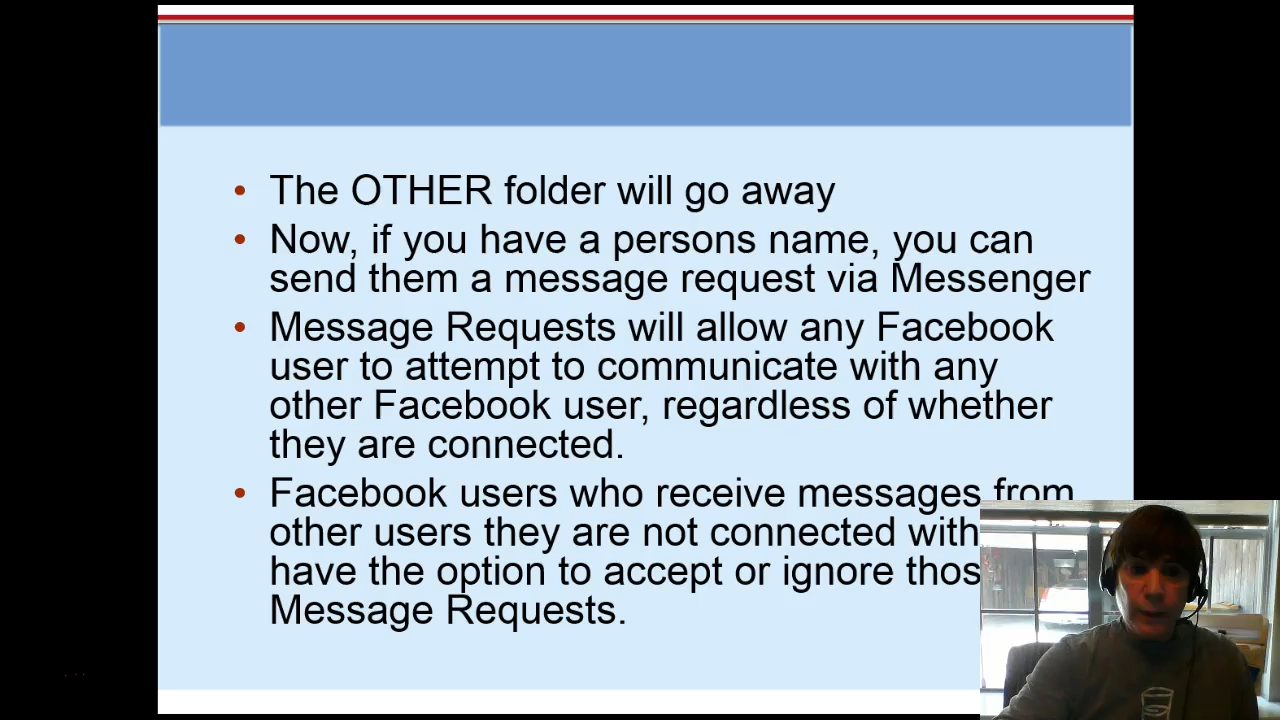 • The OTHER folder will go away
• Now, if you have a persons name, you can
send them a message request via Messenger
• Message Requests will allow any Facebook
user to attempt to communicate with any
other Facebook user, regardless of whether
they are connected.
• Facebook users who receive messages from
other users they are not connected with
have the option to accept or ignore
Message Requests.